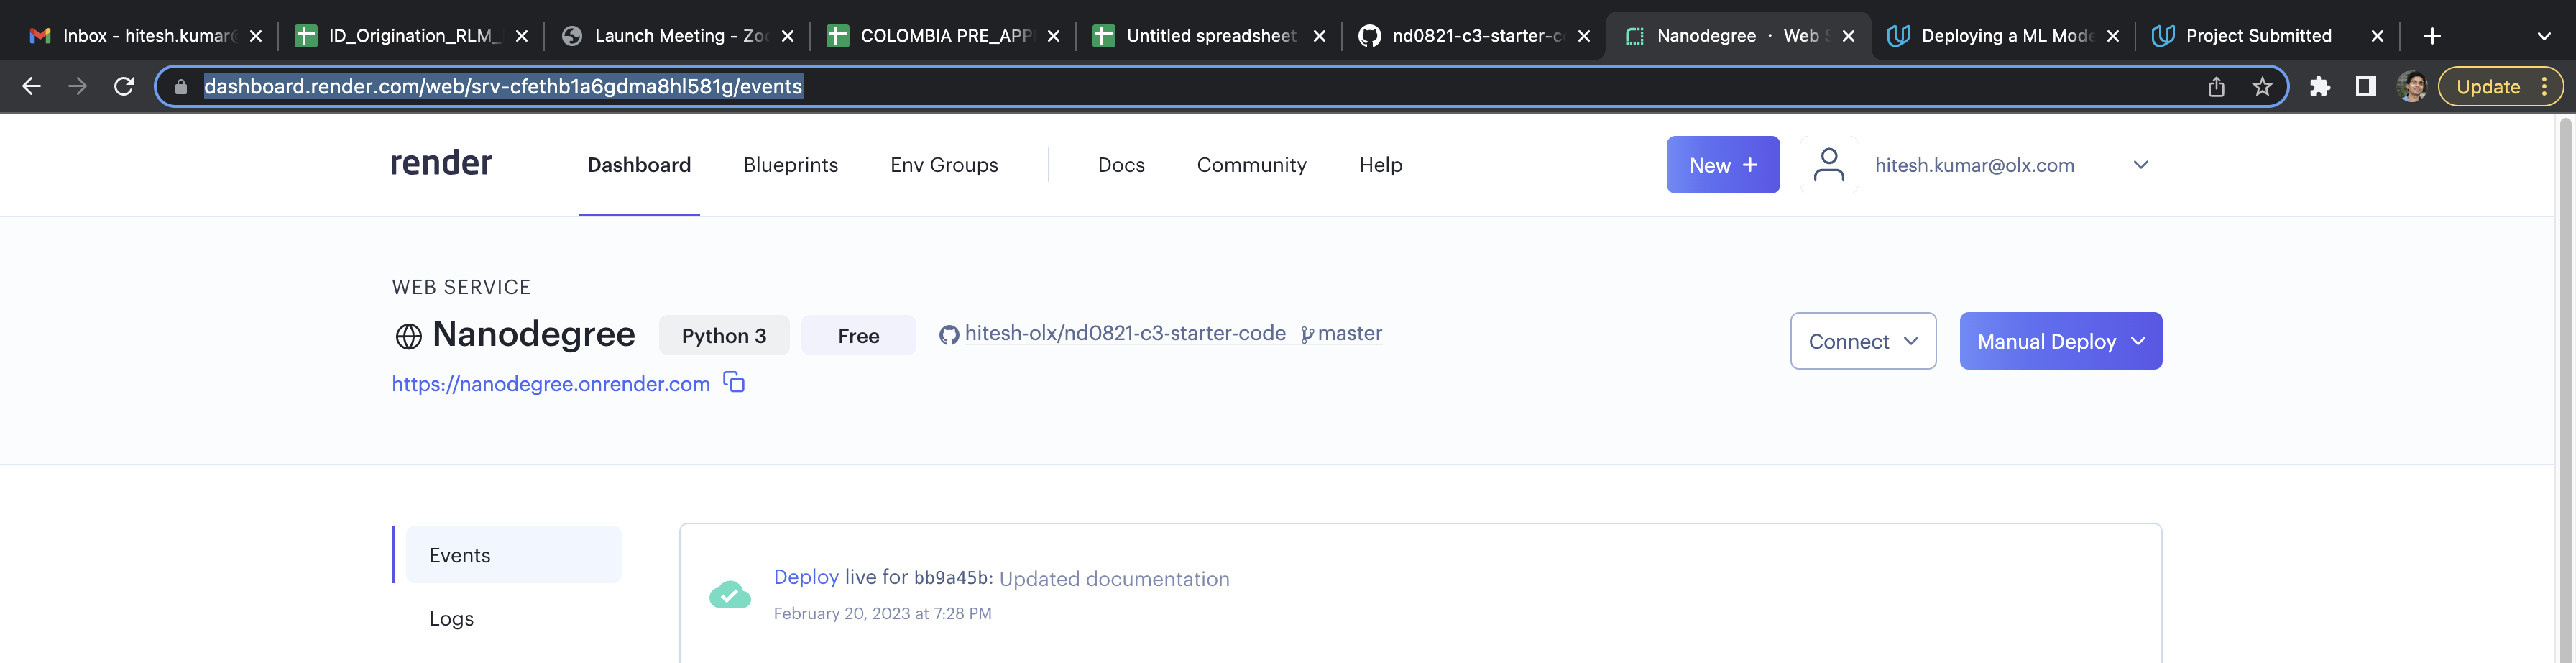 Inbox - hitesh.kumar@ ID_Origination_RLM_ Launch Meeting - Zoo COLOMBIA PRE_APP Untitled spreadsheet nd0821-c3-starter-c Nanodegree · Web S Deploying a ML Mode Project Submitted
dashboard.render.com/web/srv-cfethb1a6gdma8hl581g/events Update
render Dashboard Blueprints Env Groups Docs Community Help New + hitesh.kumar@olx.com
WEB SERVICE
Nanodegree Python 3 Free hitesh-olx/nd0821-c3-starter-code master Connect Manual Deploy
https://nanodegree.onrender.com
Events
Deploy live for bb9a45b: Updated documentation
February 20, 2023 at 7:28 PM
Logs